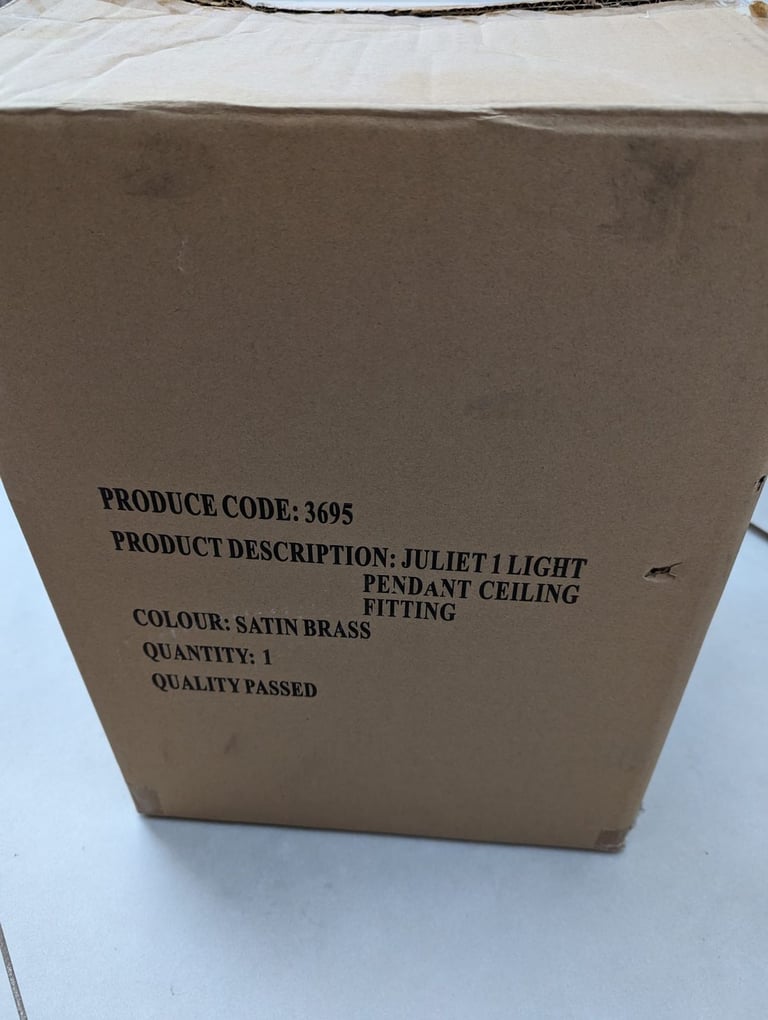 PRODUCE CODE: 3695
PRODUCT DESCRIPTION: JULIET 1 LIGHT
PENDANT CEILING
FITTING
COLOUR: SATIN BRASS
QUANTITY: 1
QUALITY PASSED